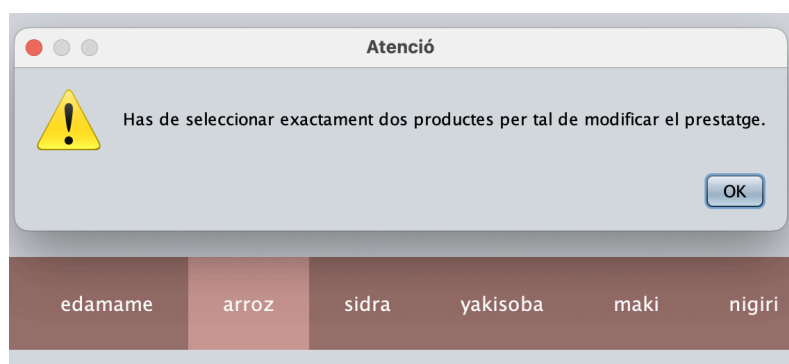 Atenció
Has de seleccionar exactament dos productes per tal de modificar el prestatge.
OK
edamame arroz sidra yakisoba maki nigiri